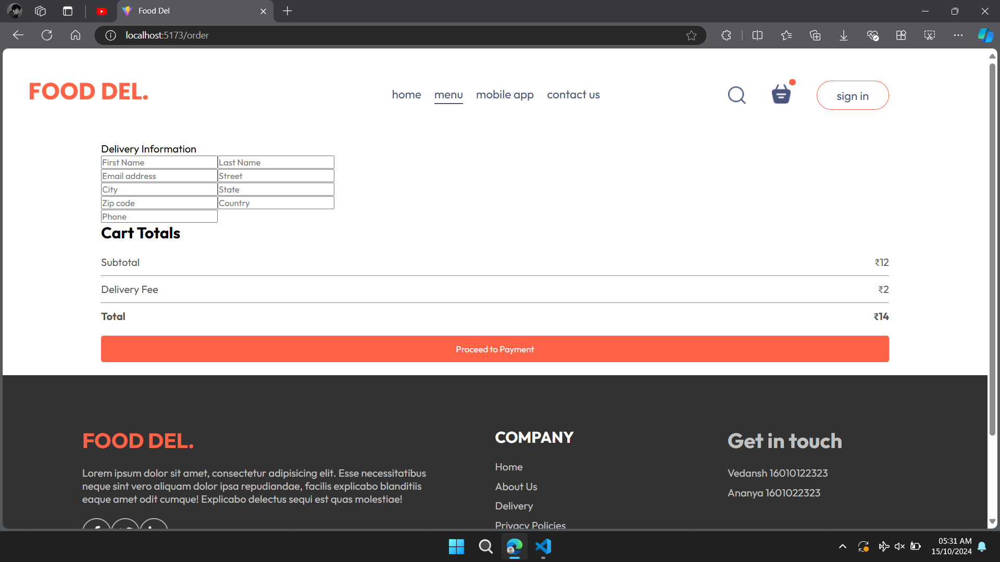 Food Del
localhost:5173/order
FOOD DEL.
home menu mobile app contact us
sign in
Delivery Information
First Name Last Name
Email address Street
City State
Zip code Country
Phone
Cart Totals
Subtotal ₹12
Delivery Fee ₹2
Total ₹14
Proceed to Payment
FOOD DEL.
Lorem ipsum dolor sit amet, consectetur adipisicing elit. Esse necessitatibus
neque sint vero aliquam dolor ipsa repudiandae, facilis explicabo blanditiis
eaque amet odit cumque! Explicabo delectus sequi est quas molestiae!
COMPANY
Home
About Us
Delivery
Privacy Policies
Get in touch
Vedansh 16010122323
Ananya 1601022323
05:31 AM
15/10/2024